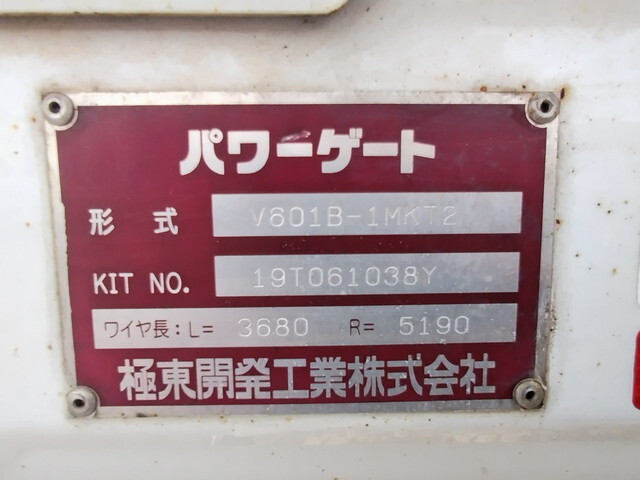 パワーゲート
形式 V601B-1MKT2
KIT NO. 19T061038Y
ワイヤ長:L= 3680 R= 5190
極東開発工業株式会社